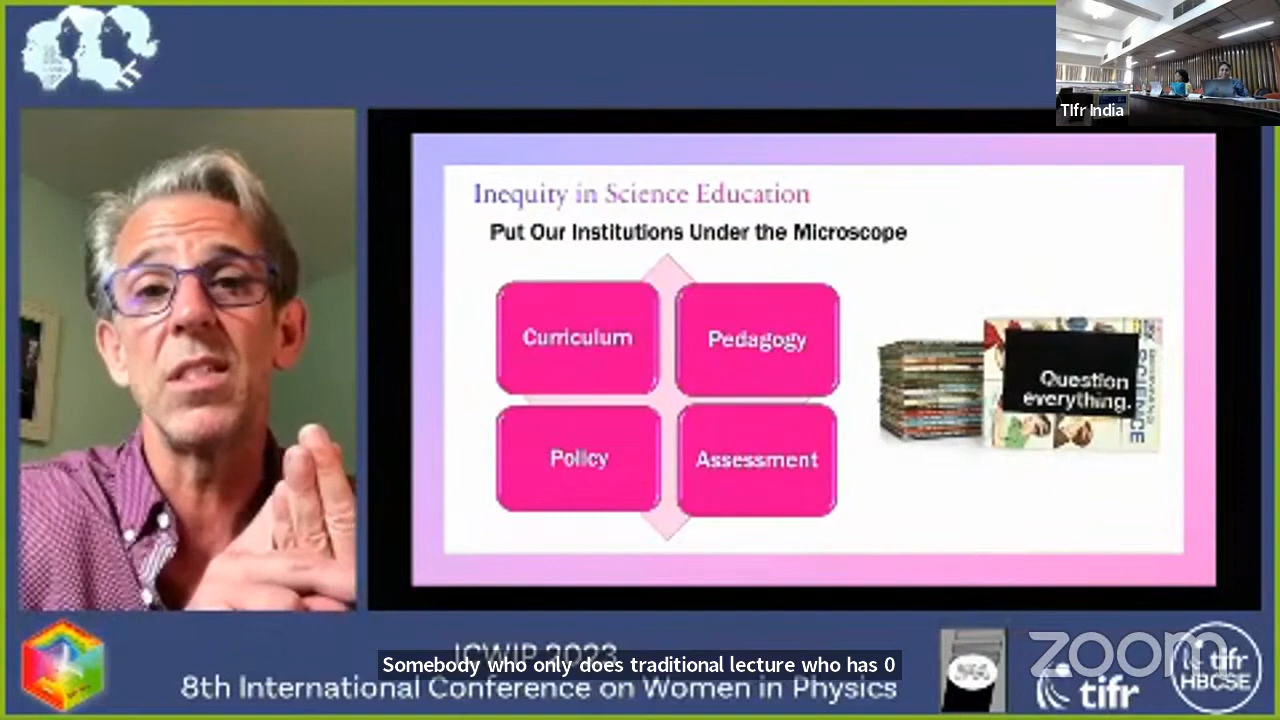 TIfr India
Inequity in Science Education
Put Our Institutions Under the Microscope
Curriculum
Pedagogy
Policy
Assessment
Question
everything.
SCIENCE
ICWIP 2023
Somebody who only does traditional lecture who has 0
8th International Conference on Women in Physics
zoom
tifr
tifr
HBCSE